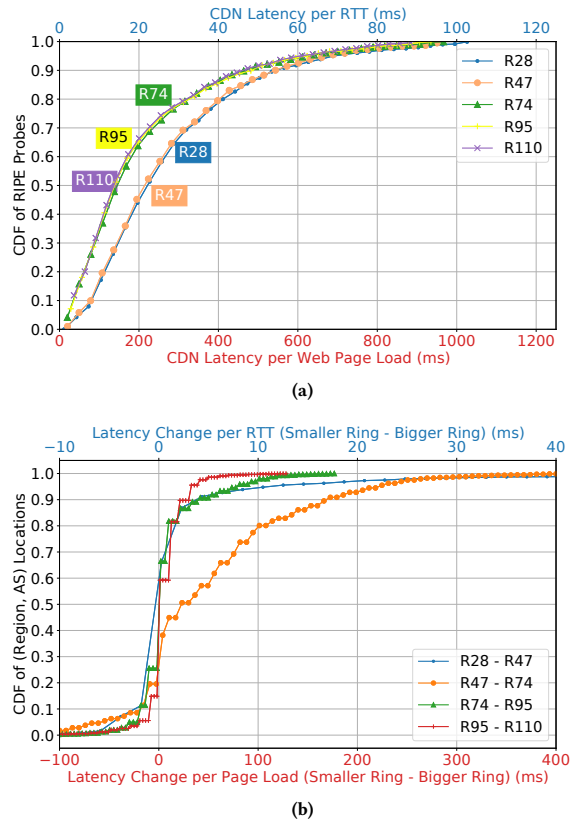 CDN Latency per RTT (ms)
0 20 40 60 80 100 120
1.0
0.9
0.8
0.7
0.6
0.5
0.4
0.3
0.2
0.1
0.0
CDF of RIPE Probes
R74
R95
R110
R28
R47
R28
R47
R74
R95
R110
0 200 400 600 800 1000 1200
CDN Latency per Web Page Load (ms)
(a)
Latency Change per RTT (Smaller Ring - Bigger Ring) (ms)
−10 0 10 20 30 40
1.0
0.9
0.8
0.7
0.6
0.5
0.4
0.3
0.2
0.1
0.0
CDF of (Region, AS) Locations
R28 - R47
R47 - R74
R74 - R95
R95 - R110
−100 0 100 200 300 400
Latency Change per Page Load (Smaller Ring - Bigger Ring) (ms)
(b)